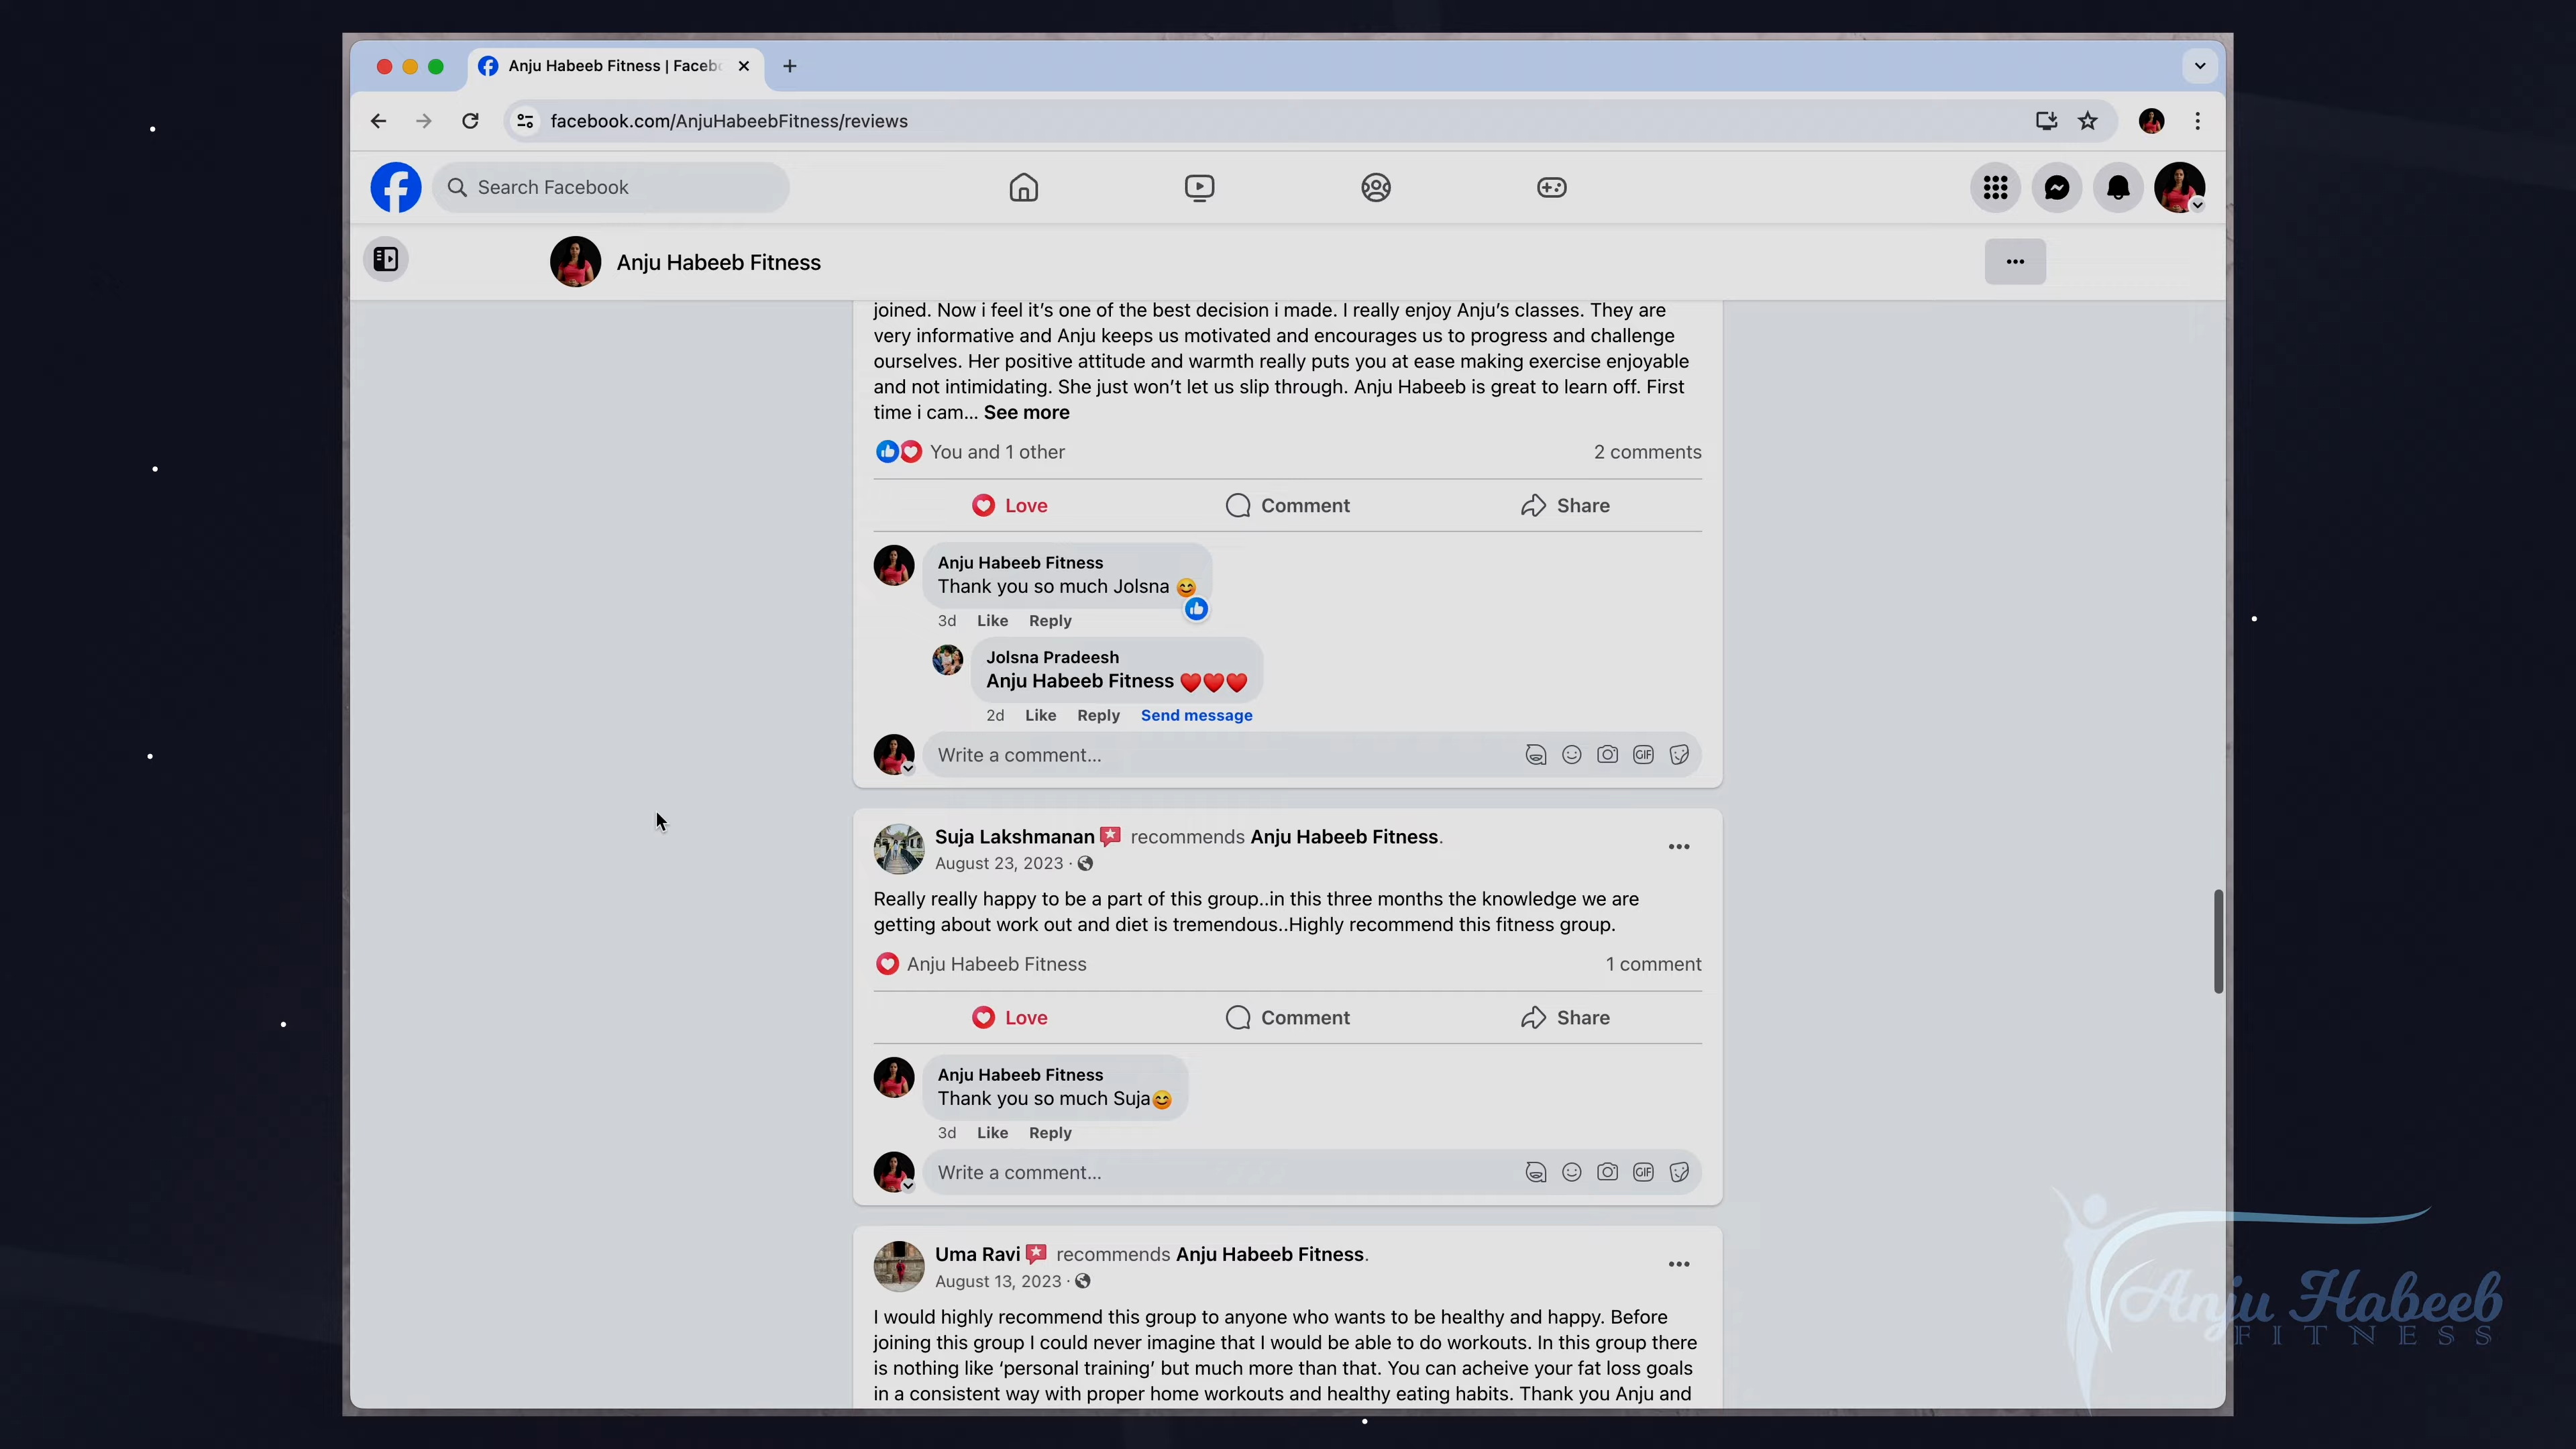 Anju Habeeb Fitness | Faceb
facebook.com/AnjuHabeebFitness/reviews
Search Facebook
Anju Habeeb Fitness
joined. Now i feel it’s one of the best decision i made. I really enjoy Anju’s classes. They are
very informative and Anju keeps us motivated and encourages us to progress and challenge
ourselves. Her positive attitude and warmth really puts you at ease making exercise enjoyable
and not intimidating. She just won’t let us slip through. Anju Habeeb is great to learn off. First
time i cam... See more
You and 1 other 2 comments
Love Comment Share
Anju Habeeb Fitness
Thank you so much Jolsna 😊
3d Like Reply
Jolsna Pradeesh
Anju Habeeb Fitness ❤️❤️❤️
2d Like Reply Send message
Write a comment... GIF
Suja Lakshmanan recommends Anju Habeeb Fitness.
August 23, 2023 ·
Really really happy to be a part of this group..in this three months the knowledge we are
getting about work out and diet is tremendous..Highly recommend this fitness group.
Anju Habeeb Fitness 1 comment
Love Comment Share
Anju Habeeb Fitness
Thank you so much Suja😊
3d Like Reply
Write a comment... GIF
Uma Ravi recommends Anju Habeeb Fitness.
August 13, 2023 ·
I would highly recommend this group to anyone who wants to be healthy and happy. Before
joining this group I could never imagine that I would be able to do workouts. In this group there
is nothing like ‘personal training’ but much more than that. You can acheive your fat loss goals
in a consistent way with proper home workouts and healthy eating habits. Thank you Anju and
Anju Habeeb
FITNESS